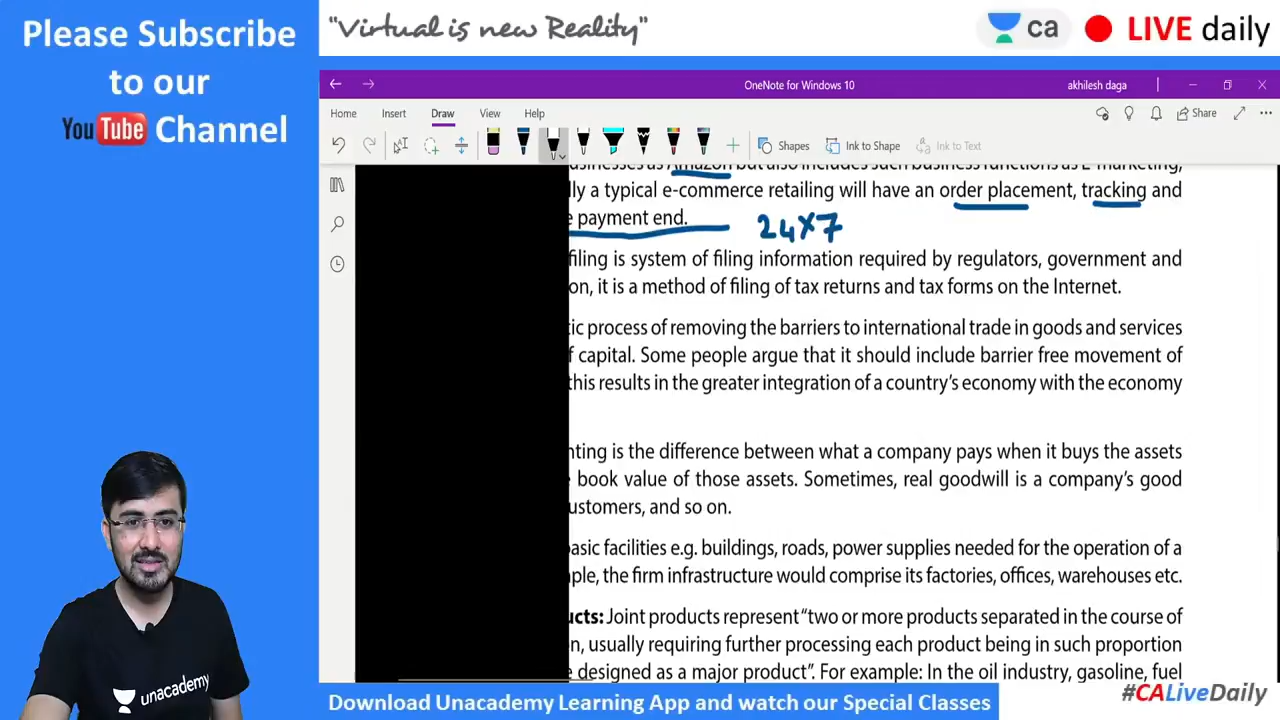 Please Subscribe
to our
YouTube Channel
"Virtual is new Reality"
ca
LIVE daily
OneNote for Windows 10
akhilesh daga
Home Insert Draw View Help
Share
Shapes Ink to Shape Ink to Text
Amazon but also includes such business functions as E-marketing,
a typical e-commerce retailing will have an order placement, tracking and
payment end. 24x7
filing is system of filing information required by regulators, government and
it is a method of filing of tax returns and tax forms on the Internet.
process of removing the barriers to international trade in goods and services
capital. Some people argue that it should include barrier free movement of
this results in the greater integration of a country's economy with the economy
is the difference between what a company pays when it buys the assets
book value of those assets. Sometimes, real goodwill is a company's good
and so on.
basic facilities e.g. buildings, roads, power supplies needed for the operation of a
the firm infrastructure would comprise its factories, offices, warehouses etc.
Joint products represent "two or more products separated in the course of
usually requiring further processing each product being in such proportion
designed as a major product". For example: In the oil industry, gasoline, fuel
unacademy
Download Unacademy Learning App and watch our Special Classes
#CALiveDaily